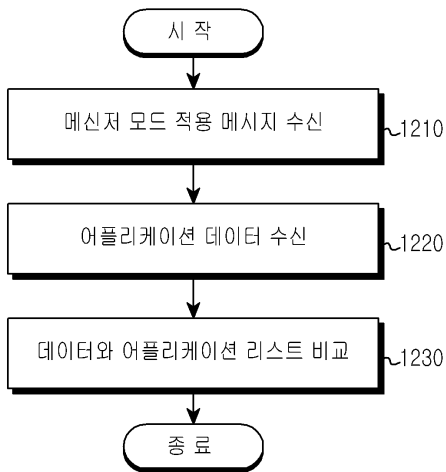 시 작
메신저 모드 적용 메시지 수신
1210
어플리케이션 데이터 수신
1220
데이터와 어플리케이션 리스트 비교
1230
종 료